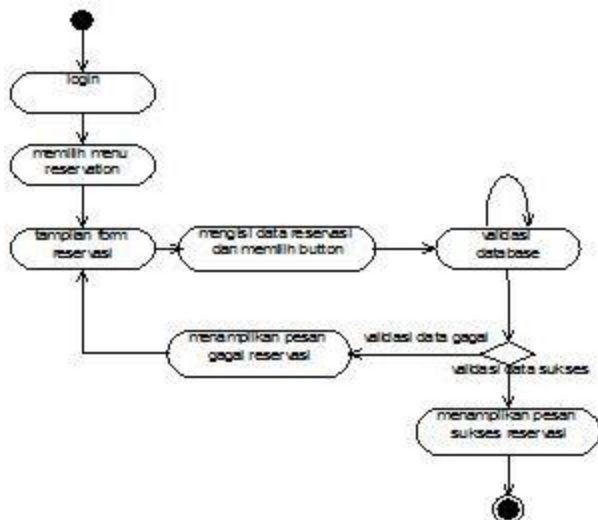 login
memilih menu
reservation
tampilan form
reservasi
mengisi data reservasi
dan memilih button
validasi
database
validasi data gagal
menampilkan pesan
gagal reservasi
validasi data sukses
menampilkan pesan
sukses reservasi